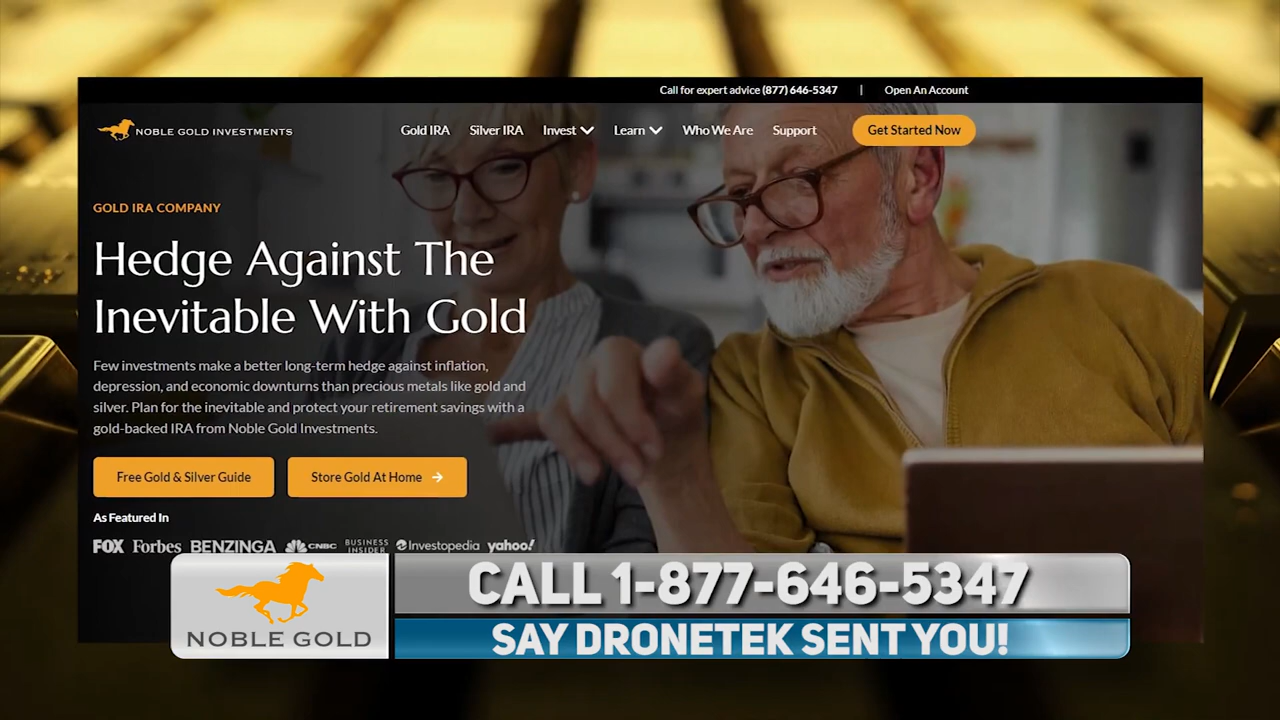 Call for expert advice (877) 646-5347 | Open An Account
NOBLE GOLD INVESTMENTS
Gold IRA Silver IRA Invest Learn Who We Are Support Get Started Now
GOLD IRA COMPANY
Hedge Against The
Inevitable With Gold
Few investments make a better long-term hedge against inflation,
depression, and economic downturns than precious metals like gold and
silver. Plan for the inevitable and protect your retirement savings with a
gold-backed IRA from Noble Gold Investments.
Free Gold & Silver Guide Store Gold At Home
As Featured In
FOX Forbes BENZINGA CNBC BUSINESS INSIDER Investopedia yahoo!
NOBLE GOLD
CALL 1-877-646-5347
SAY DRONETEK SENT YOU!